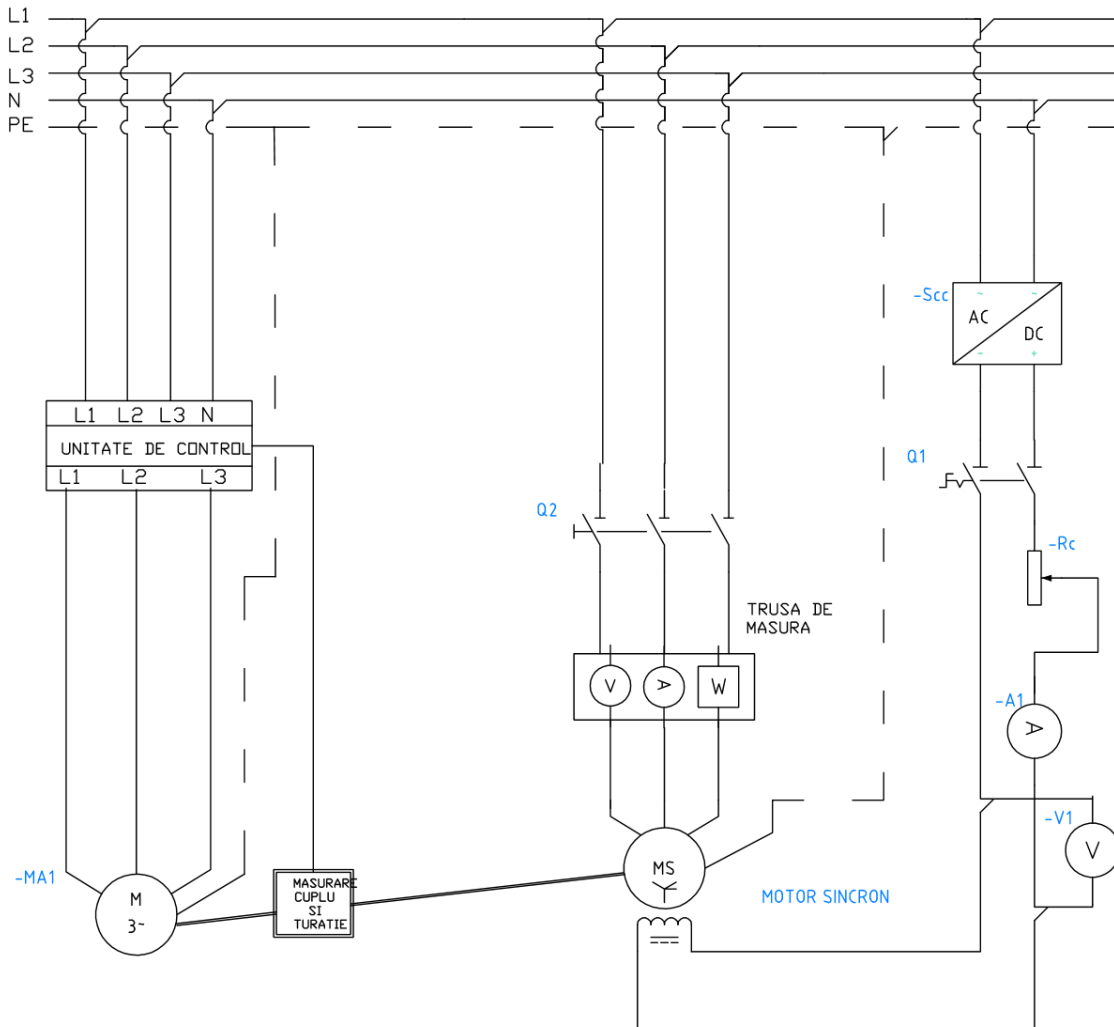 L1
L2
L3
N
PE
-Scc
~ ~
AC
DC
- +
L1 L2 L3 N
UNITATE DE CONTROL
L1 L2 L3
Q1
Q2
-Rc
TRUSA DE
MASURA
V A W
-A1
A
-V1
V
-MA1
M
3~
MASURARE
CUPLU
SI
TURATIE
MS
MOTOR SINCRON